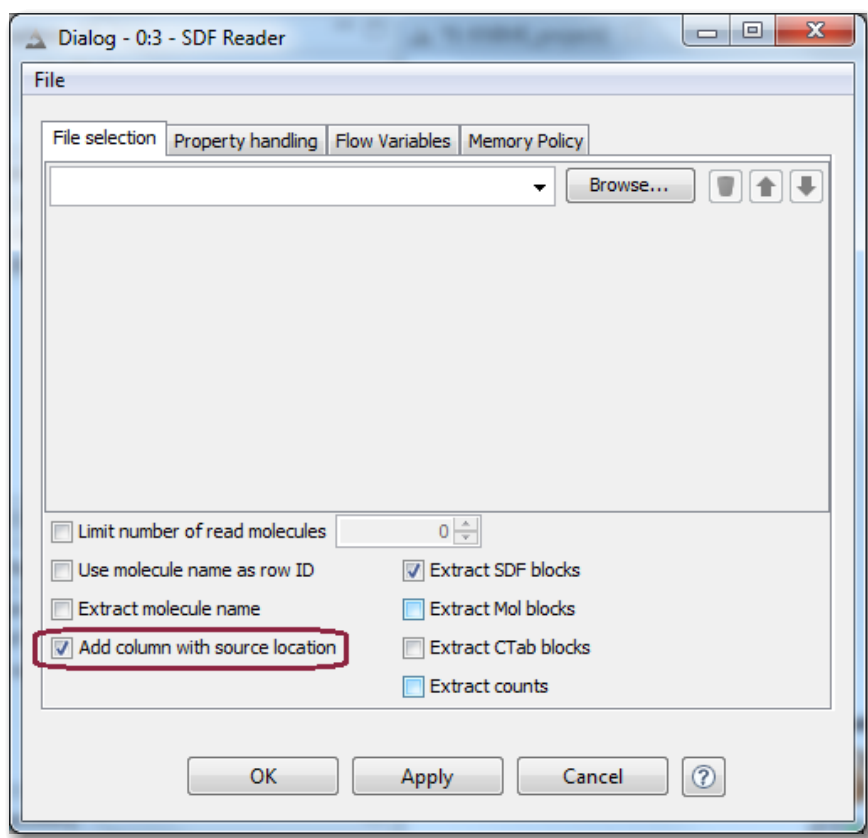 Dialog - 0:3 - SDF Reader
File
File selection Property handling Flow Variables Memory Policy
Browse...
Limit number of read molecules 0
Use molecule name as row ID Extract SDF blocks
Extract molecule name Extract Mol blocks
Add column with source location Extract CTab blocks
Extract counts
OK Apply Cancel ?